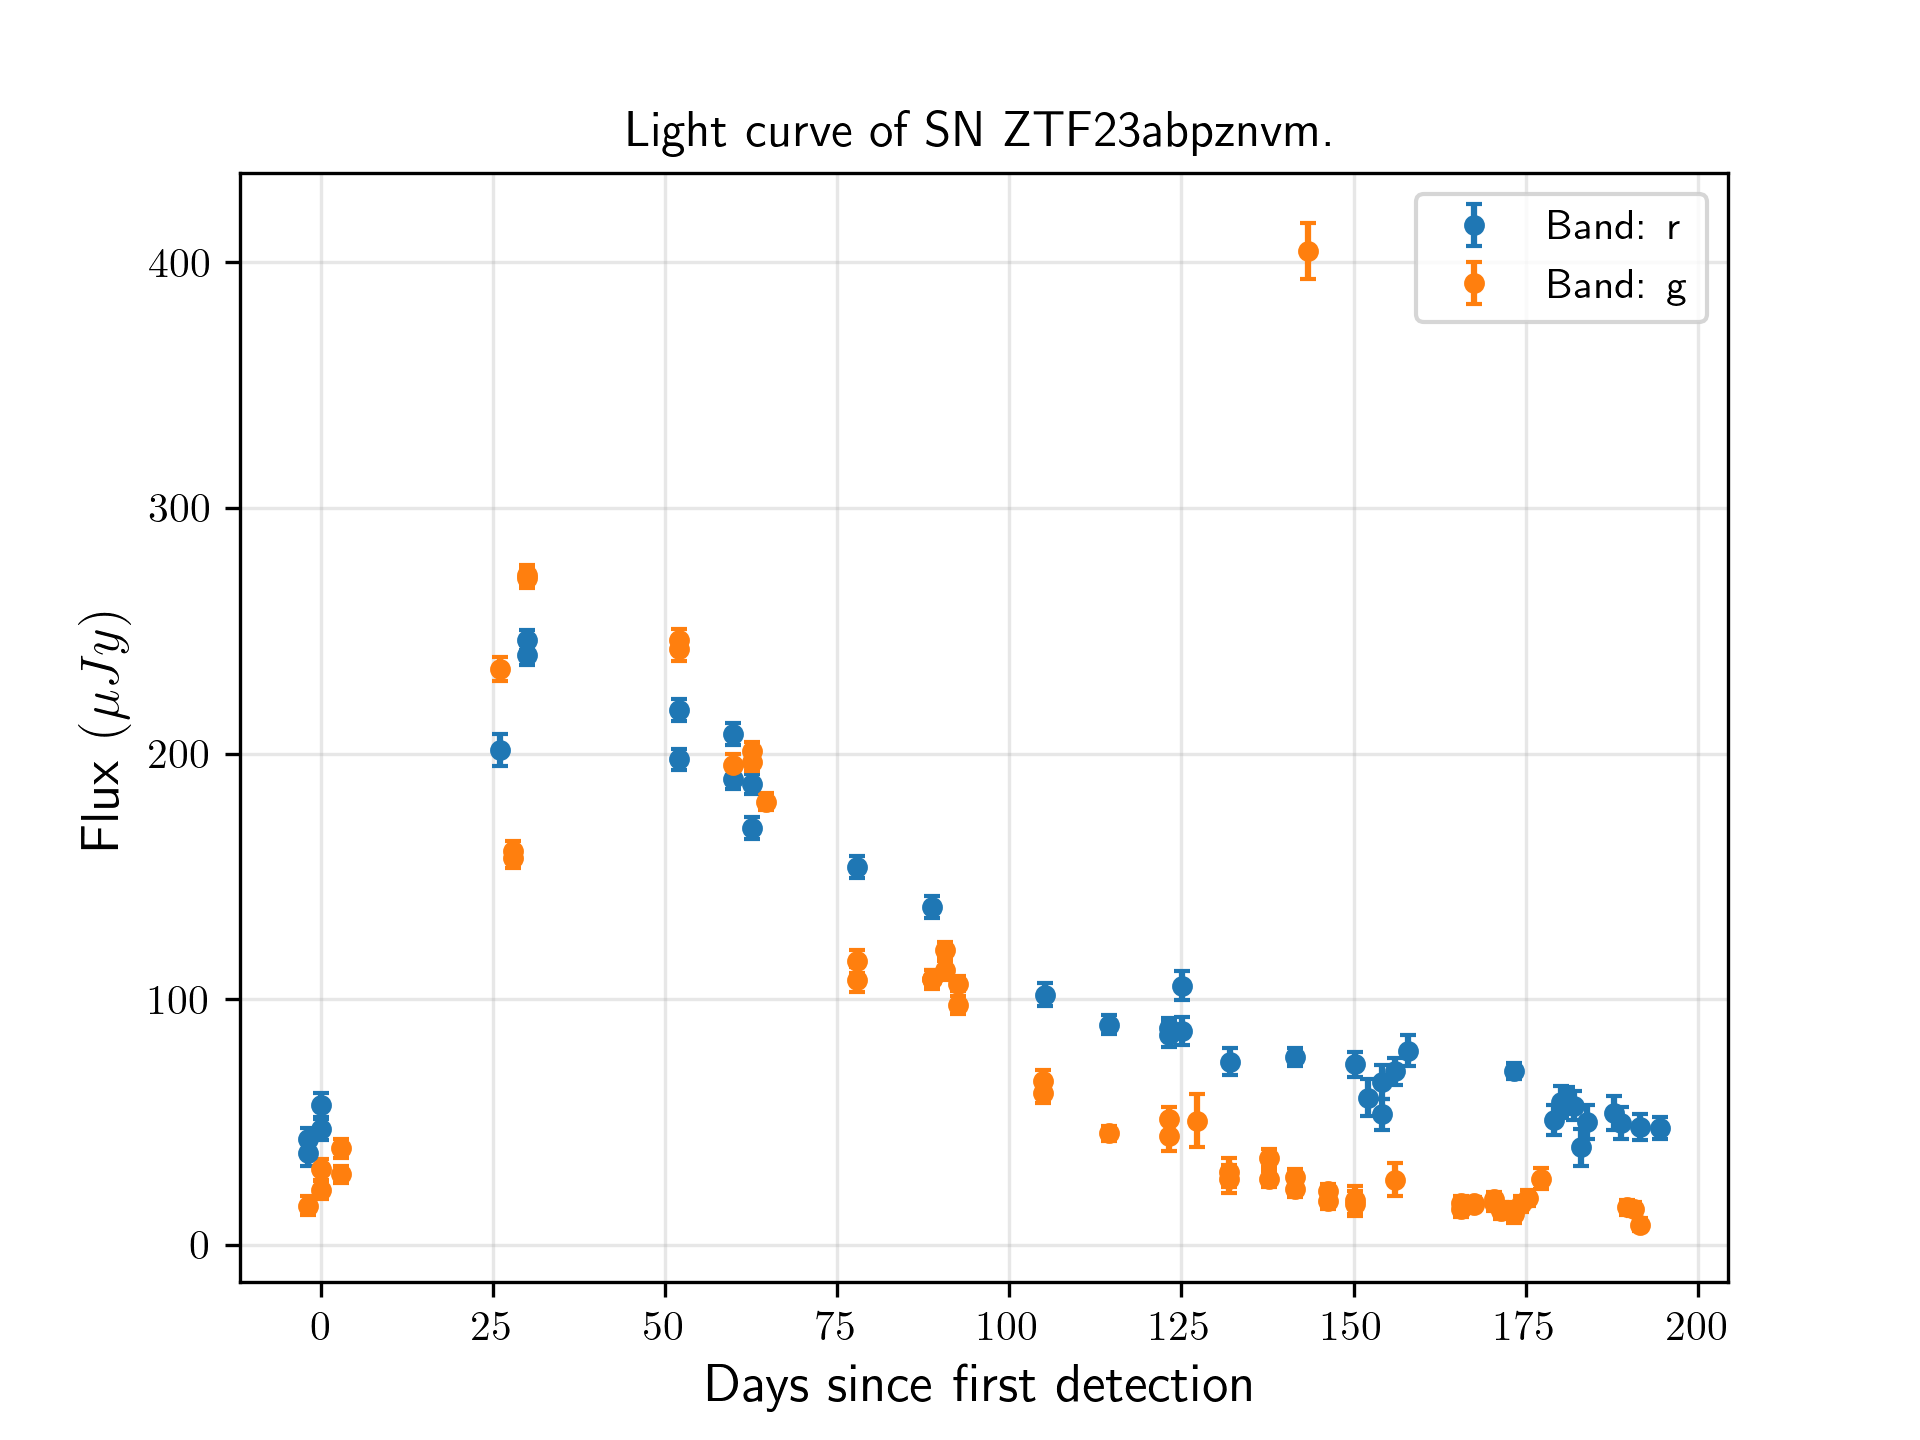 Light curve of SN ZTF23abpznvm.
Band: r
Band: g
400
300
200
100
0
Flux (μJy)
0 25 50 75 100 125 150 175 200
Days since first detection